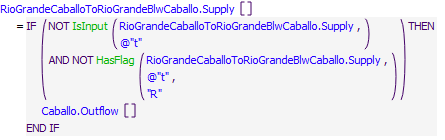 RioGrandeCaballoToRioGrandeBlwCaballo.Supply []
= IF ( NOT IsInput ( RioGrandeCaballoToRioGrandeBlwCaballo.Supply , ) ) THEN
@"t"
AND NOT HasFlag ( RioGrandeCaballoToRioGrandeBlwCaballo.Supply , )
@"t" ,
"R"
Caballo.Outflow []
END IF